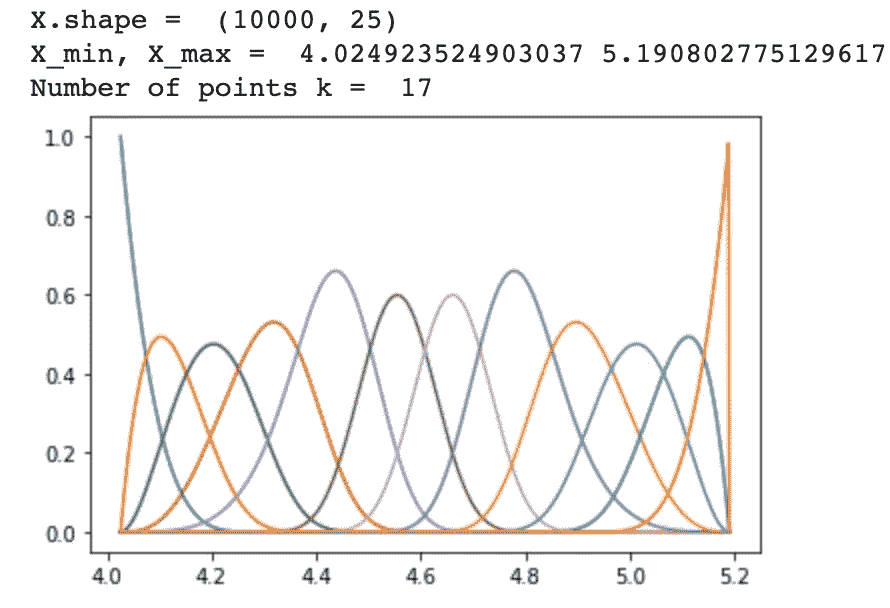 X.shape =  (10000, 25)
X_min, X_max =  4.024923524903037 5.190802775129617
Number of points k =  17
1.0
0.8
0.6
0.4
0.2
0.0
4.0 4.2 4.4 4.6 4.8 5.0 5.2